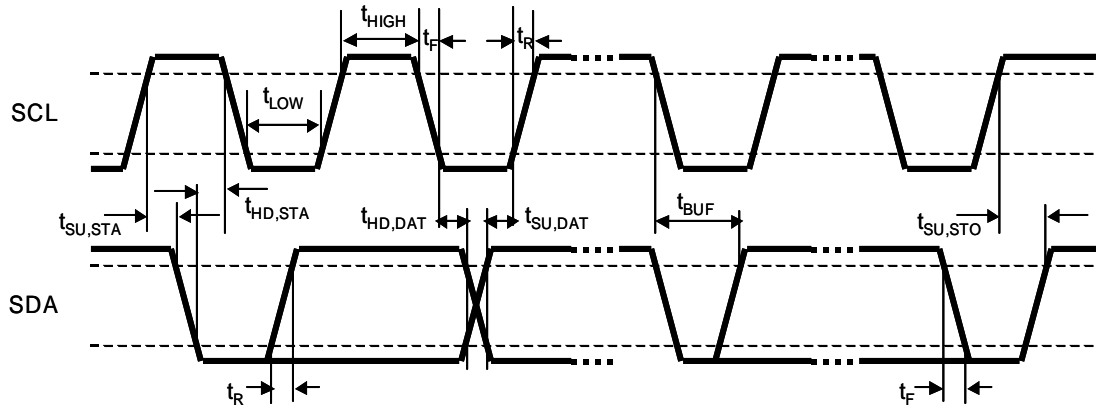 tHIGH
tF
tR
SCL
tLOW
tSU,STA
tHD,STA
tHD,DAT
tSU,DAT
tBUF
tSU,STO
SDA
tR
tF